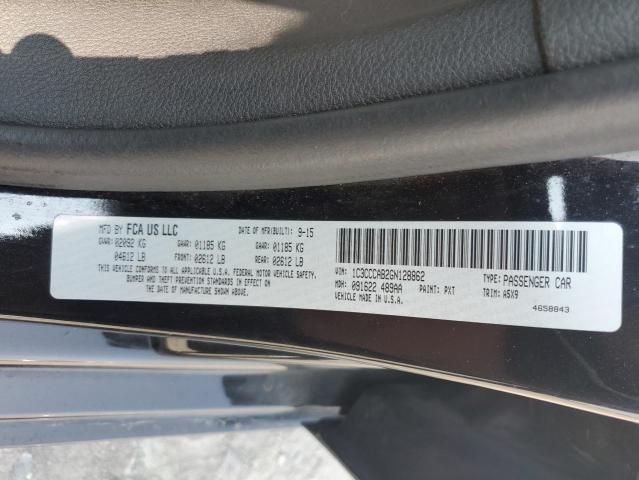 MFD BY FCA US LLC DATE OF MFR(BUILT): 9-15
GVWR: 02092 KG GAWR: 01185 KG GAWR: 01185 KG
04612 LB FRONT: 02612 LB REAR: 02612 LB
THIS VEHICLE CONFORMS TO ALL APPLICABLE U.S.A. FEDERAL MOTOR VEHICLE SAFETY,
BUMPER AND THEFT PREVENTION STANDARDS IN EFFECT ON
THE DATE OF MANUFACTURE SHOWN ABOVE.
VIN: 1C3CCCAB2GN128862 TYPE: PASSENGER CAR
MDH: 091622 489AA PAINT: PXT TRIM: A5X9
VEHICLE MADE IN U.S.A. 4658843